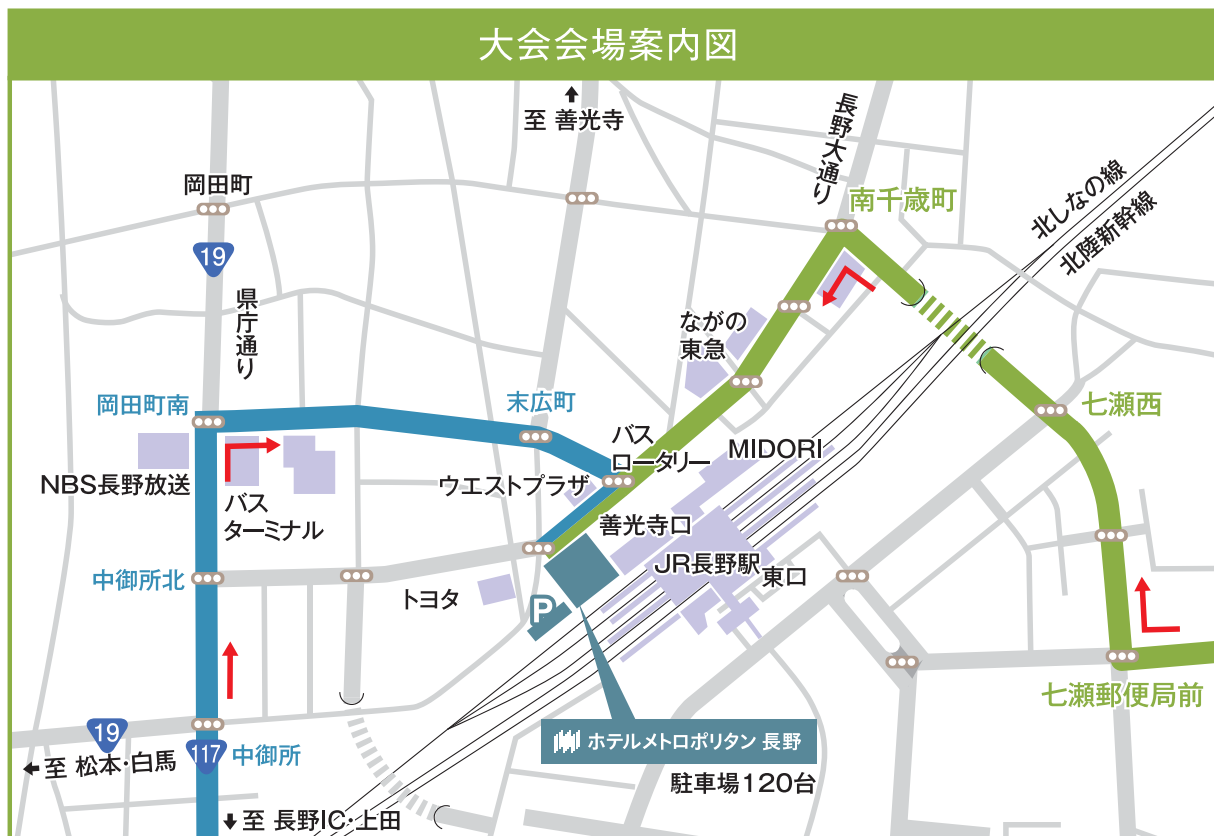 大会会場案内図
至 善光寺
長野大通り
岡田町
南千歳町
北しなの線
北陸新幹線
19
県庁通り
ながの
東急
岡田町南
末広町
七瀬西
バス
ロータリー
MIDORI
NBS長野放送
ウエストプラザ
バス
ターミナル
善光寺口
JR長野駅
東口
中御所北
トヨタ
P
七瀬郵便局前
19
117
中御所
ホテルメトロポリタン 長野
至 松本・白馬
駐車場120台
至 長野IC・上田